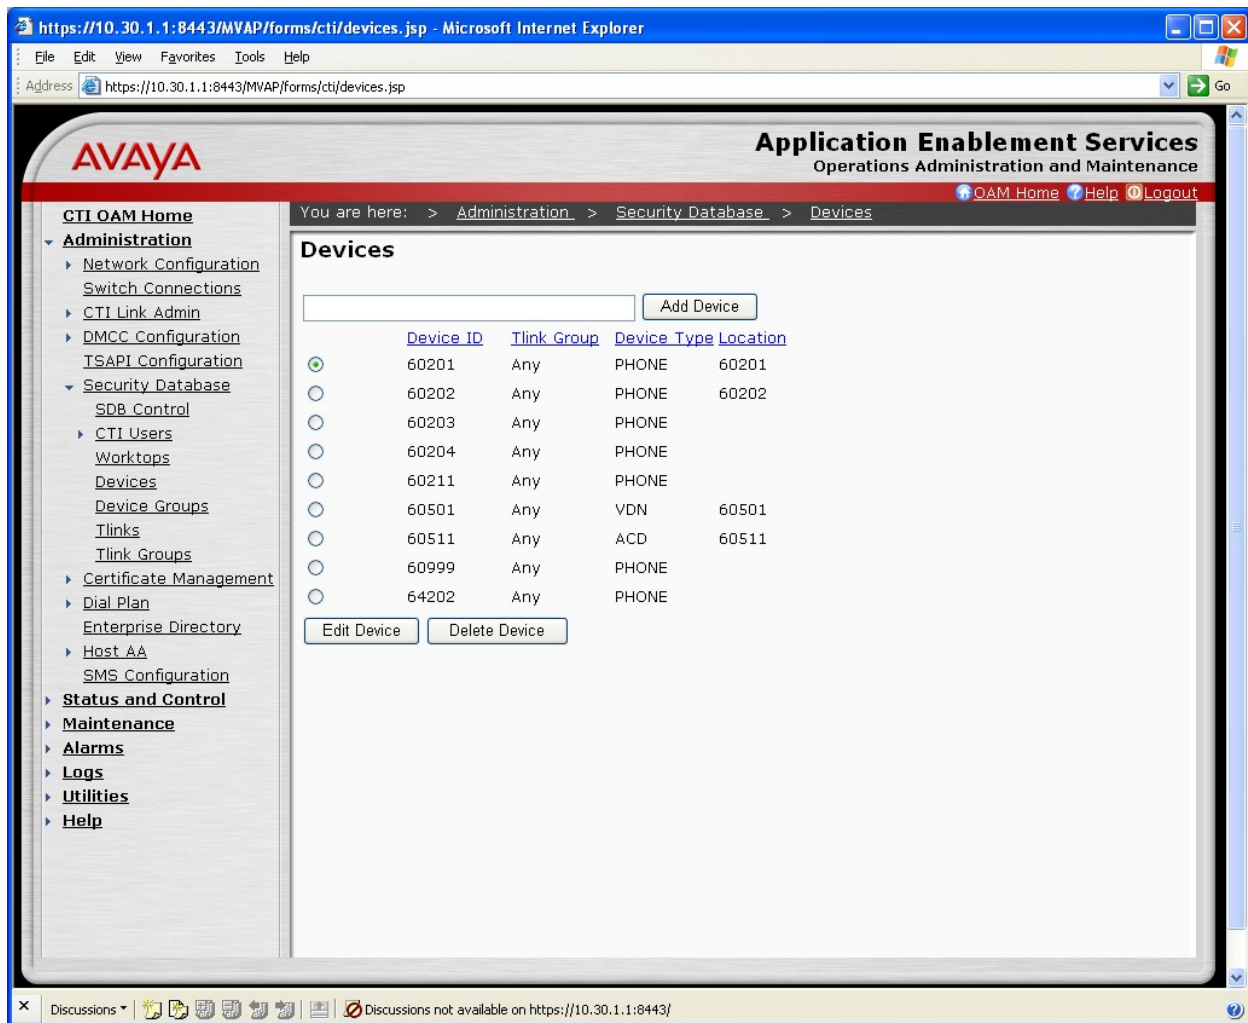 https://10.30.1.1:8443/MVAP/forms/cti/devices.jsp - Microsoft Internet Explorer
File Edit View Favorites Tools Help
Address https://10.30.1.1:8443/MVAP/forms/cti/devices.jsp Go
AVAYA
Application Enablement Services
Operations Administration and Maintenance
OAM Home Help Logout
You are here: > Administration > Security Database > Devices
CTI OAM Home
Administration
Network Configuration
Switch Connections
CTI Link Admin
DMCC Configuration
TSAPI Configuration
Security Database
SDB Control
CTI Users
Worktops
Devices
Device Groups
Tlinks
Tlink Groups
Certificate Management
Dial Plan
Enterprise Directory
Host AA
SMS Configuration
Status and Control
Maintenance
Alarms
Logs
Utilities
Help
Devices
Add Device
Device ID Tlink Group Device Type Location
60201 Any PHONE 60201
60202 Any PHONE 60202
60203 Any PHONE
60204 Any PHONE
60211 Any PHONE
60501 Any VDN 60501
60511 Any ACD 60511
60999 Any PHONE
64202 Any PHONE
Edit Device Delete Device
Discussions Discussions not available on https://10.30.1.1:8443/